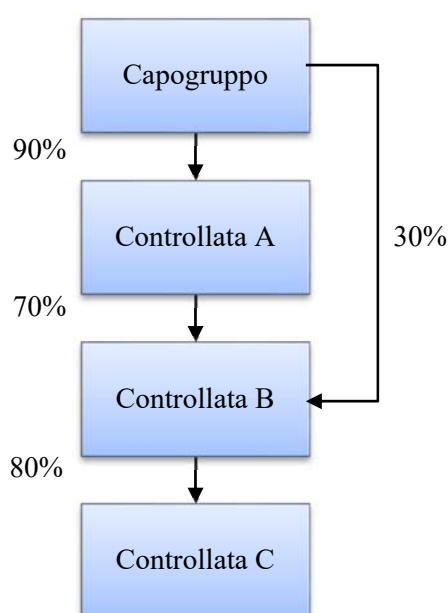 Capogruppo
90%
Controllata A
30%
70%
Controllata B
80%
Controllata C